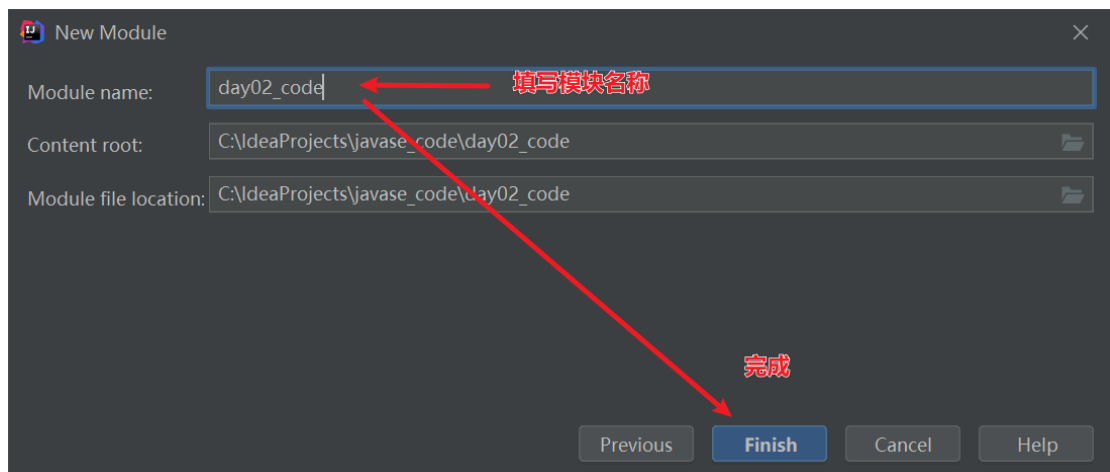 New Module
Module name: day02_code 填写模块名称
Content root: C:\IdeaProjects\javase_code\day02_code
Module file location: C:\IdeaProjects\javase_code\day02_code
完成
Previous Finish Cancel Help